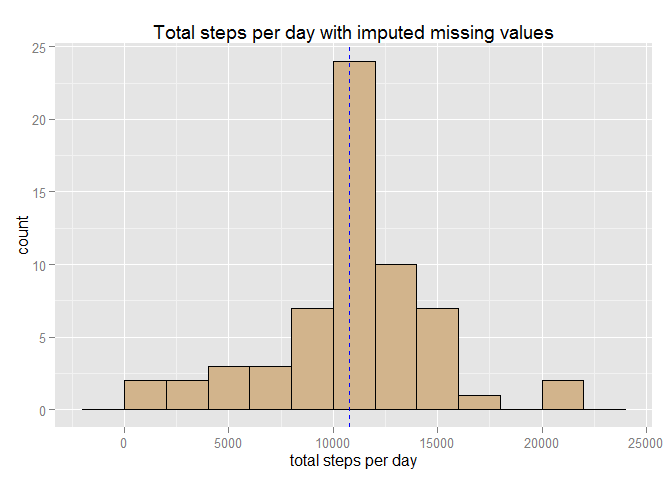 Total steps per day with imputed missing values
25
20
15
10
5
0
count
0 5000 10000 15000 20000 25000
total steps per day